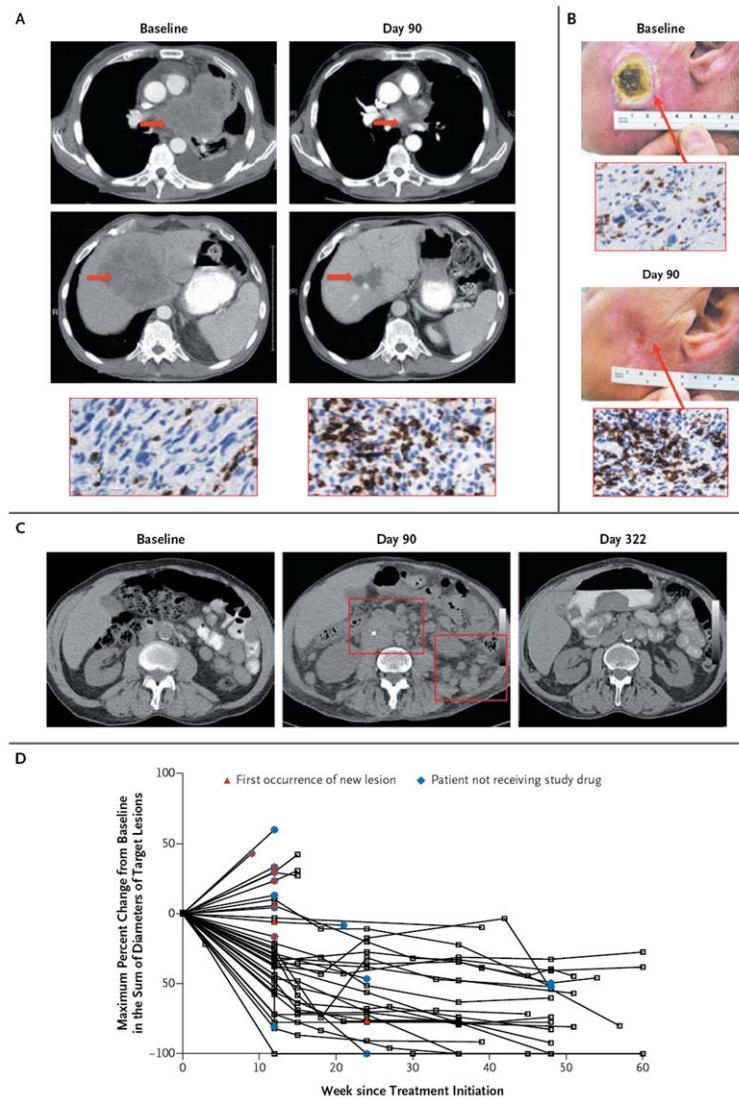 A
Baseline
Day 90
B
Baseline
Day 90
C
Baseline
Day 90
Day 322
D
▲ First occurrence of new lesion
◆ Patient not receiving study drug
Maximum Percent Change from Baseline
in the Sum of Diameters of Target Lesions
100
50
0
−50
−100
0
10
20
30
40
50
60
Week since Treatment Initiation